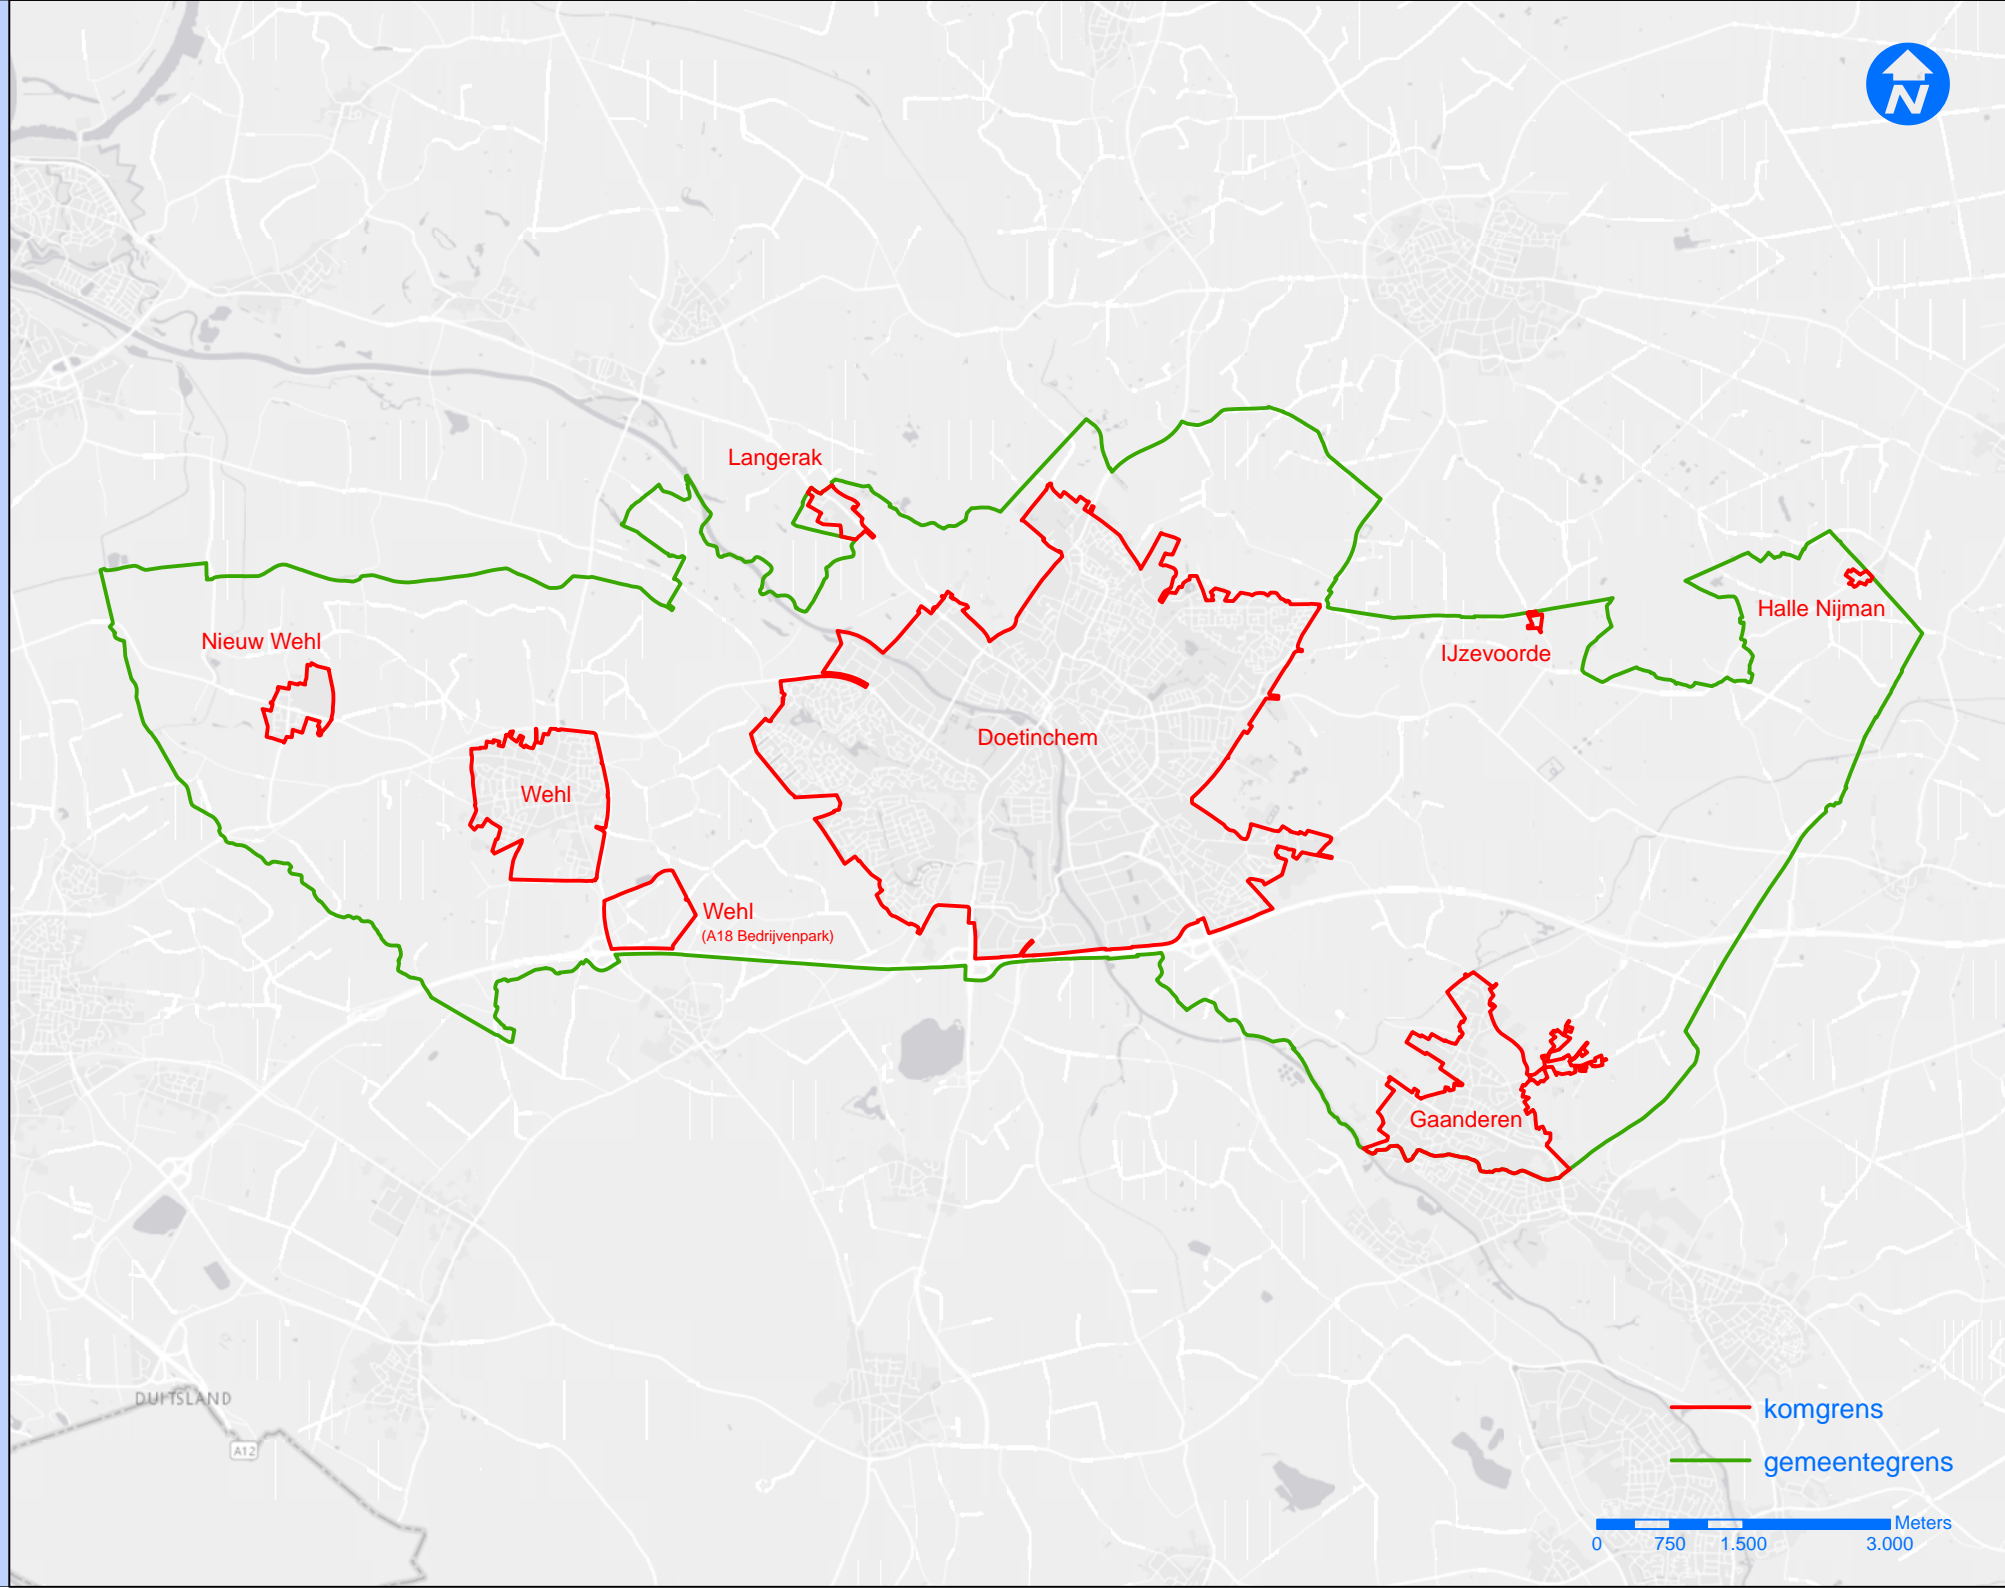 N
Langerak
Halle Nijman
Nieuw Wehl
IJzevoorde
Doetinchem
Wehl
Wehl
(A18 Bedrijvenpark)
Gaanderen
DUITSLAND
A12
komgrens
gemeentegrens
Meters
0 750 1.500 3.000